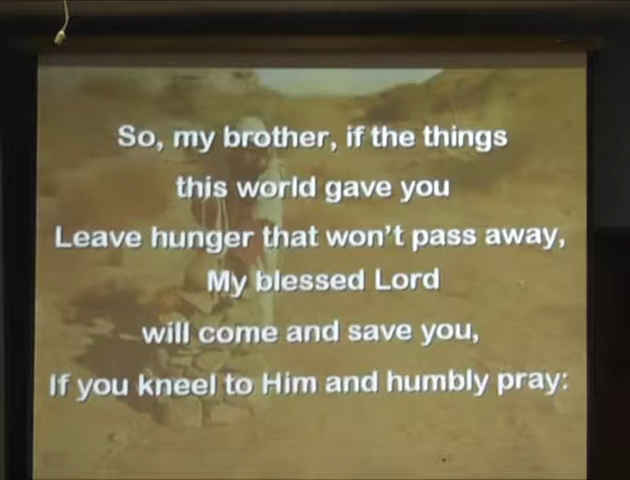 So, my brother, if the things
this world gave you
Leave hunger that won't pass away,
My blessed Lord
will come and save you,
If you kneel to Him and humbly pray: